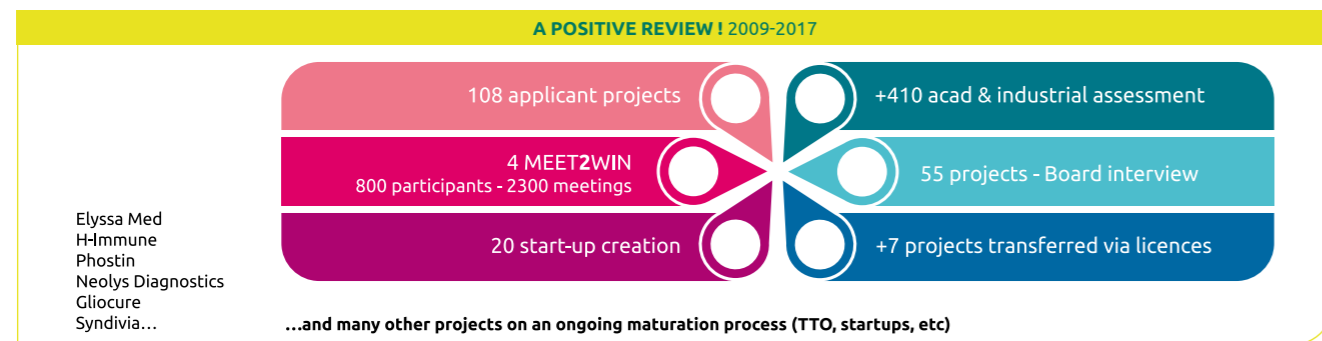 A POSITIVE REVIEW ! 2009-2017
108 applicant projects
+410 acad & industrial assessment
4 MEET2WIN
800 participants - 2300 meetings
55 projects - Board interview
20 start-up creation
+7 projects transferred via licences
Elyssa Med
H-Immune
Phostin
Neolys Diagnostics
Gliocure
Syndivia…
…and many other projects on an ongoing maturation process (TTO, startups, etc)